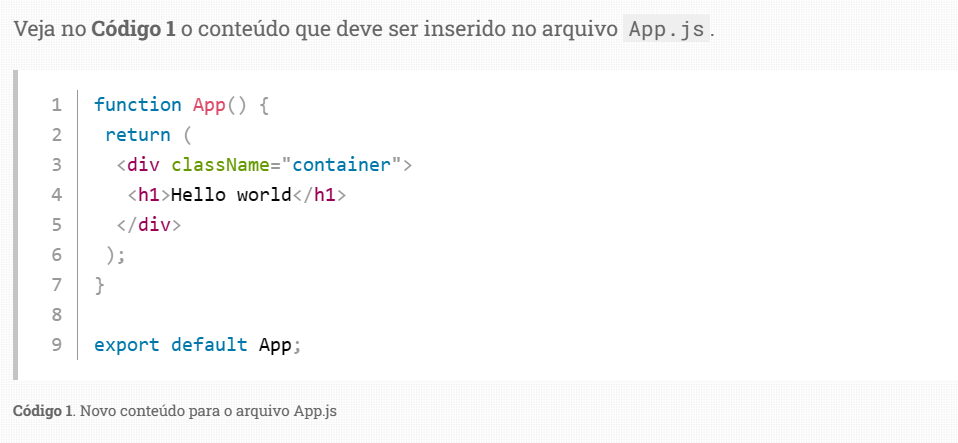 Veja no Código 1 o conteúdo que deve ser inserido no arquivo App.js.
1 function App() {
2  return (
3   <div className="container">
4    <h1>Hello world</h1>
5   </div>
6  );
7 }
8
9 export default App;
Código 1. Novo conteúdo para o arquivo App.js